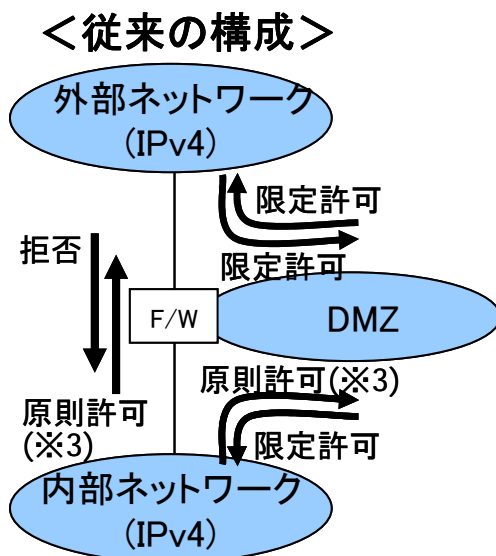 ＜従来の構成＞
外部ネットワーク
(IPv4)
限定許可
拒否
限定許可
F/W
DMZ
原則許可(※3)
原則許可
(※3)
限定許可
内部ネットワーク
(IPv4)